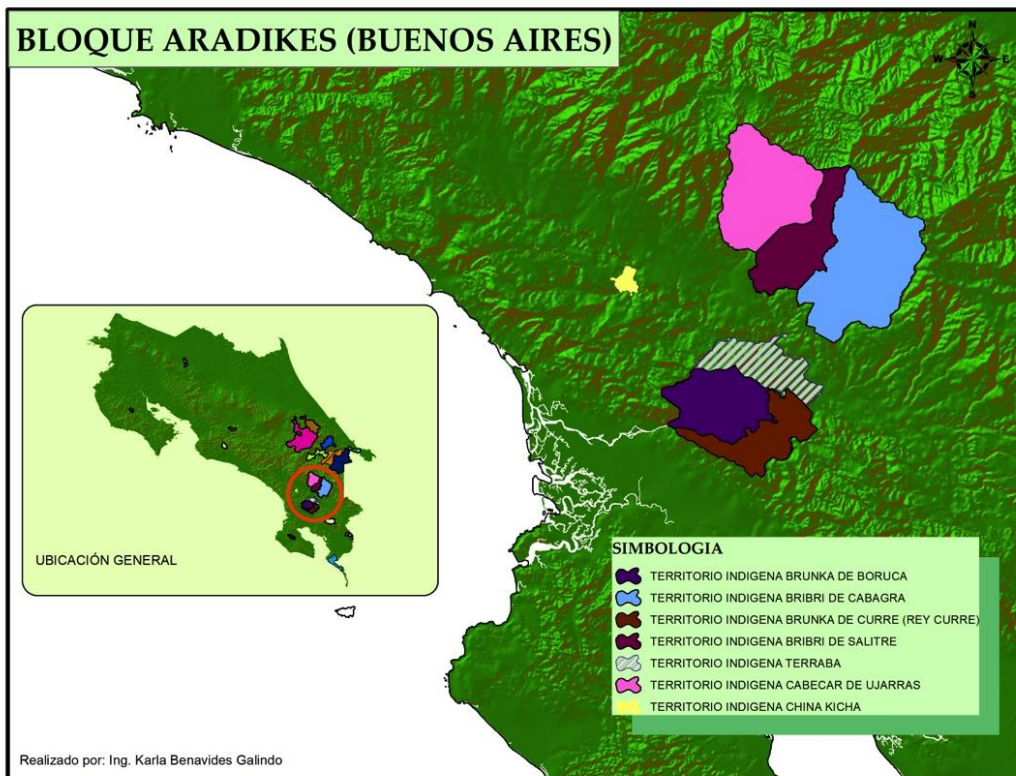 BLOQUE ARADIKES (BUENOS AIRES)
N
W E
S
UBICACIÓN GENERAL
SIMBOLOGIA
TERRITORIO INDIGENA BRUNKA DE BORUCA
TERRITORIO INDIGENA BRIBRI DE CABAGRA
TERRITORIO INDIGENA BRUNKA DE CURRE (REY CURRE)
TERRITORIO INDIGENA BRIBRI DE SALITRE
TERRITORIO INDIGENA TERRABA
TERRITORIO INDIGENA CABECAR DE UJARRAS
TERRITORIO INDIGENA CHINA KICHA
Realizado por: Ing. Karla Benavides Galindo